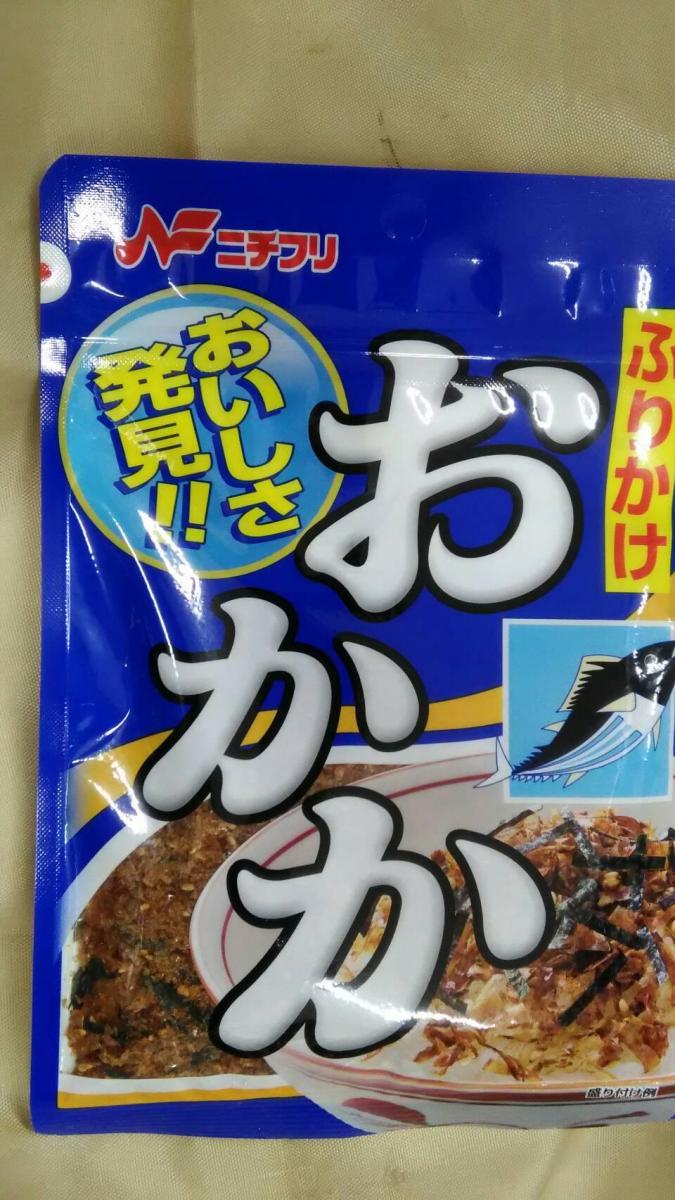 NF ニチフリ
おいしさ
発見!!
ふりかけ
おかか
盛り付け例